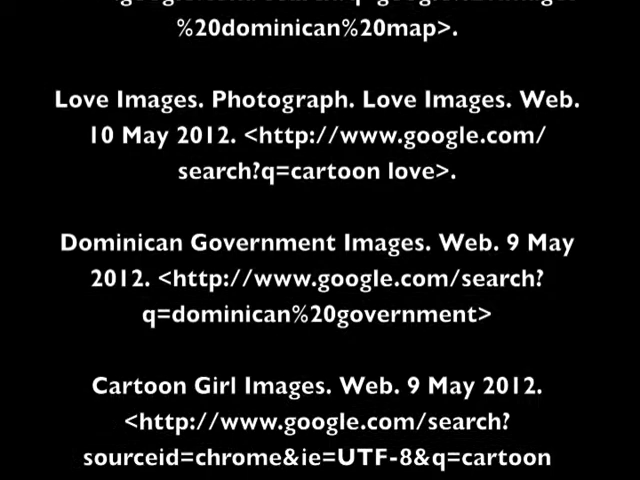 %20dominican%20map>.
Love Images. Photograph. Love Images. Web.
10 May 2012. <http://www.google.com/
search?q=cartoon love>.
Dominican Government Images. Web. 9 May
2012. <http://www.google.com/search?
q=dominican%20government>
Cartoon Girl Images. Web. 9 May 2012.
<http://www.google.com/search?
sourceid=chrome&ie=UTF-8&q=cartoon